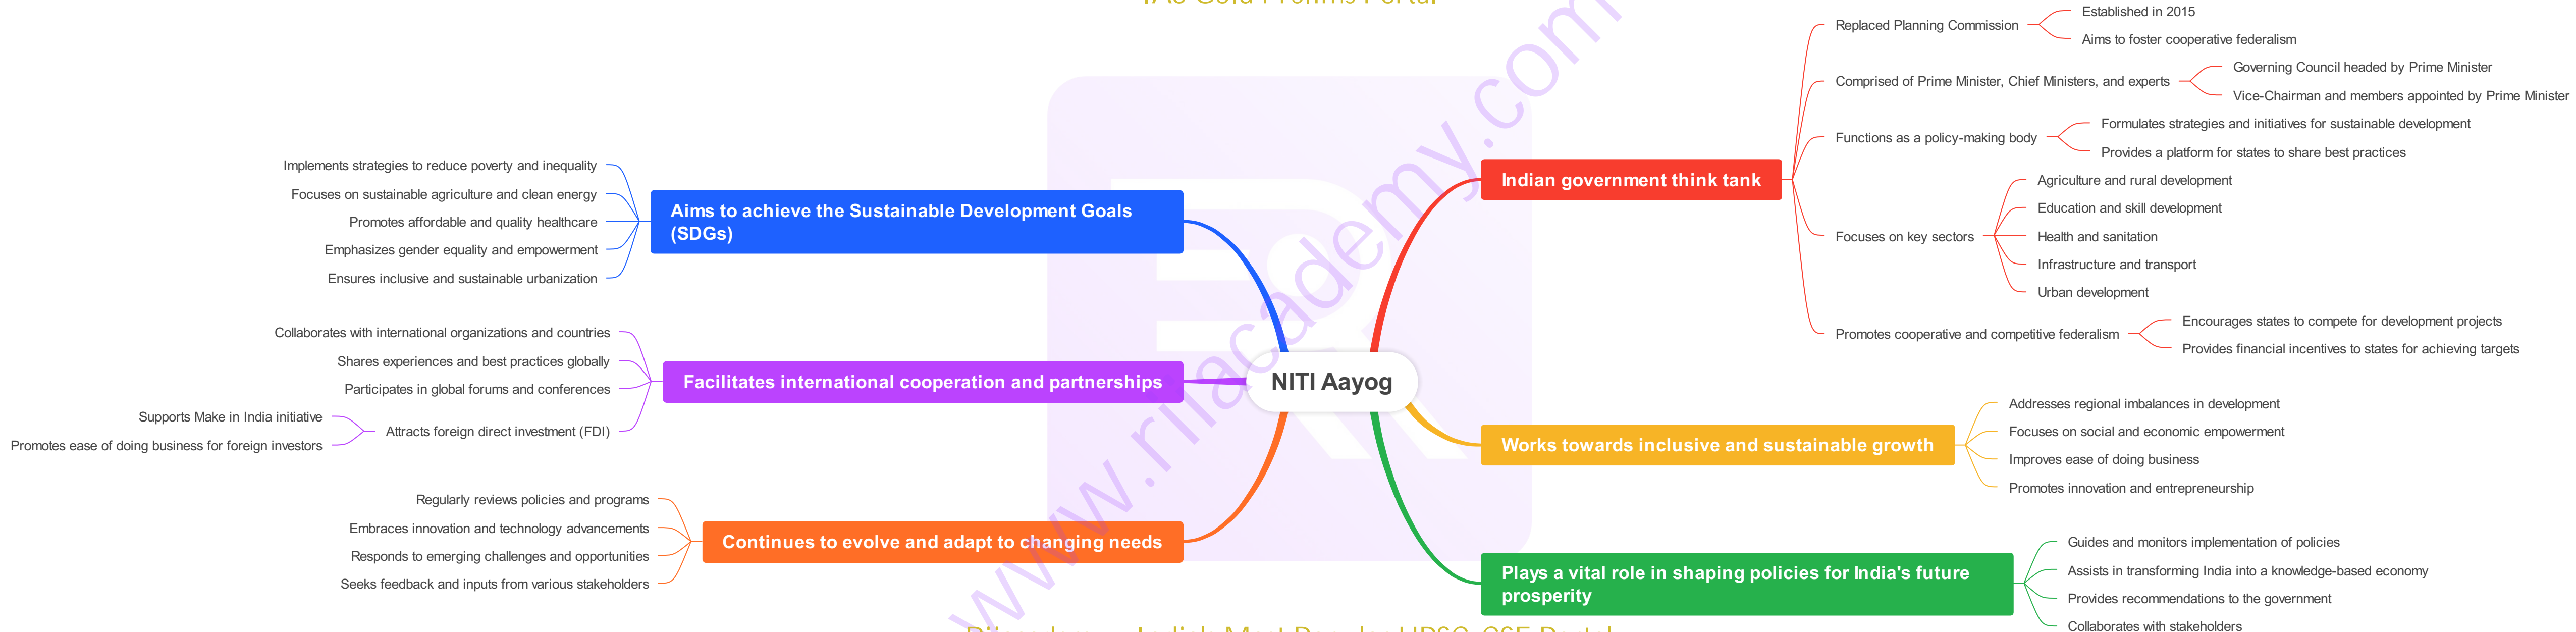 NITI Aayog
Indian government think tank
Replaced Planning Commission
Established in 2015
Aims to foster cooperative federalism
Comprised of Prime Minister, Chief Ministers, and experts
Governing Council headed by Prime Minister
Vice-Chairman and members appointed by Prime Minister
Functions as a policy-making body
Formulates strategies and initiatives for sustainable development
Provides a platform for states to share best practices
Focuses on key sectors
Agriculture and rural development
Education and skill development
Health and sanitation
Infrastructure and transport
Urban development
Promotes cooperative and competitive federalism
Encourages states to compete for development projects
Provides financial incentives to states for achieving targets
Works towards inclusive and sustainable growth
Addresses regional imbalances in development
Focuses on social and economic empowerment
Improves ease of doing business
Promotes innovation and entrepreneurship
Plays a vital role in shaping policies for India's future
prosperity
Guides and monitors implementation of policies
Assists in transforming India into a knowledge-based economy
Provides recommendations to the government
Collaborates with stakeholders
Aims to achieve the Sustainable Development Goals
(SDGs)
Implements strategies to reduce poverty and inequality
Focuses on sustainable agriculture and clean energy
Promotes affordable and quality healthcare
Emphasizes gender equality and empowerment
Ensures inclusive and sustainable urbanization
Facilitates international cooperation and partnerships
Collaborates with international organizations and countries
Shares experiences and best practices globally
Participates in global forums and conferences
Attracts foreign direct investment (FDI)
Supports Make in India initiative
Promotes ease of doing business for foreign investors
Continues to evolve and adapt to changing needs
Regularly reviews policies and programs
Embraces innovation and technology advancements
Responds to emerging challenges and opportunities
Seeks feedback and inputs from various stakeholders